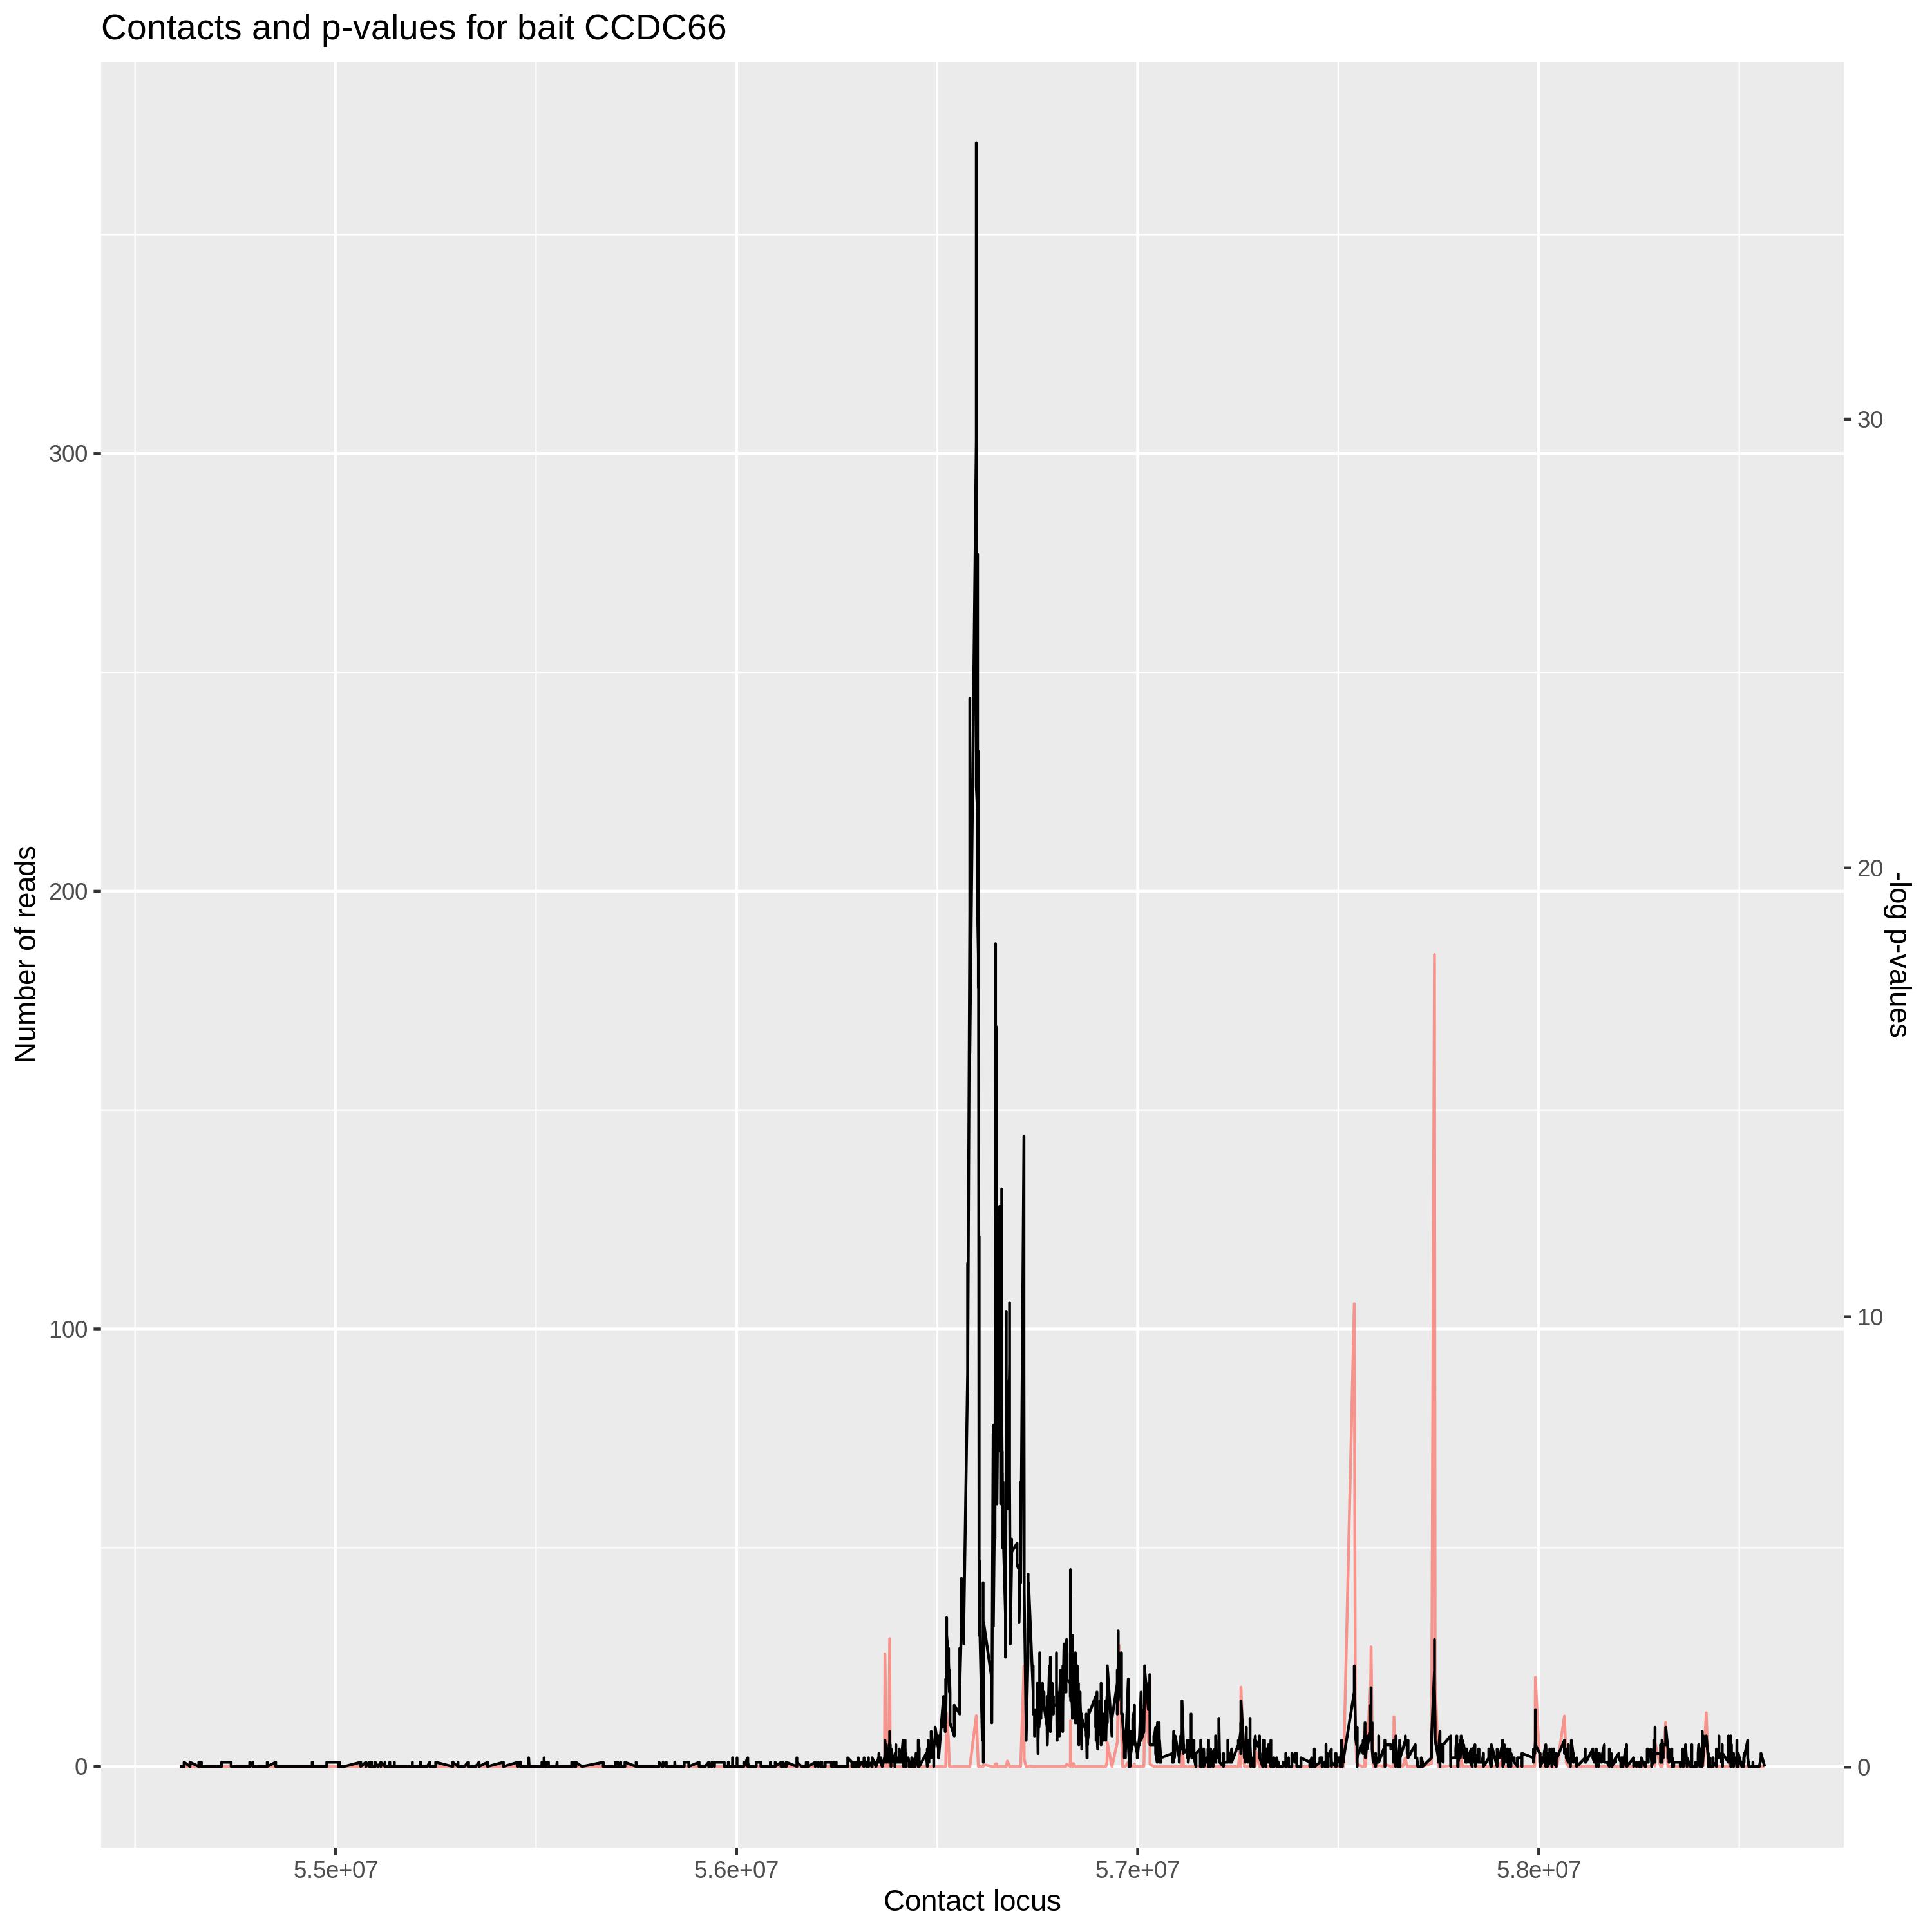 Contacts and p-values for bait CCDC66
300
200
100
0
Number of reads
30
20
10
0
-log p-values
5.5e+07
5.6e+07
5.7e+07
5.8e+07
Contact locus